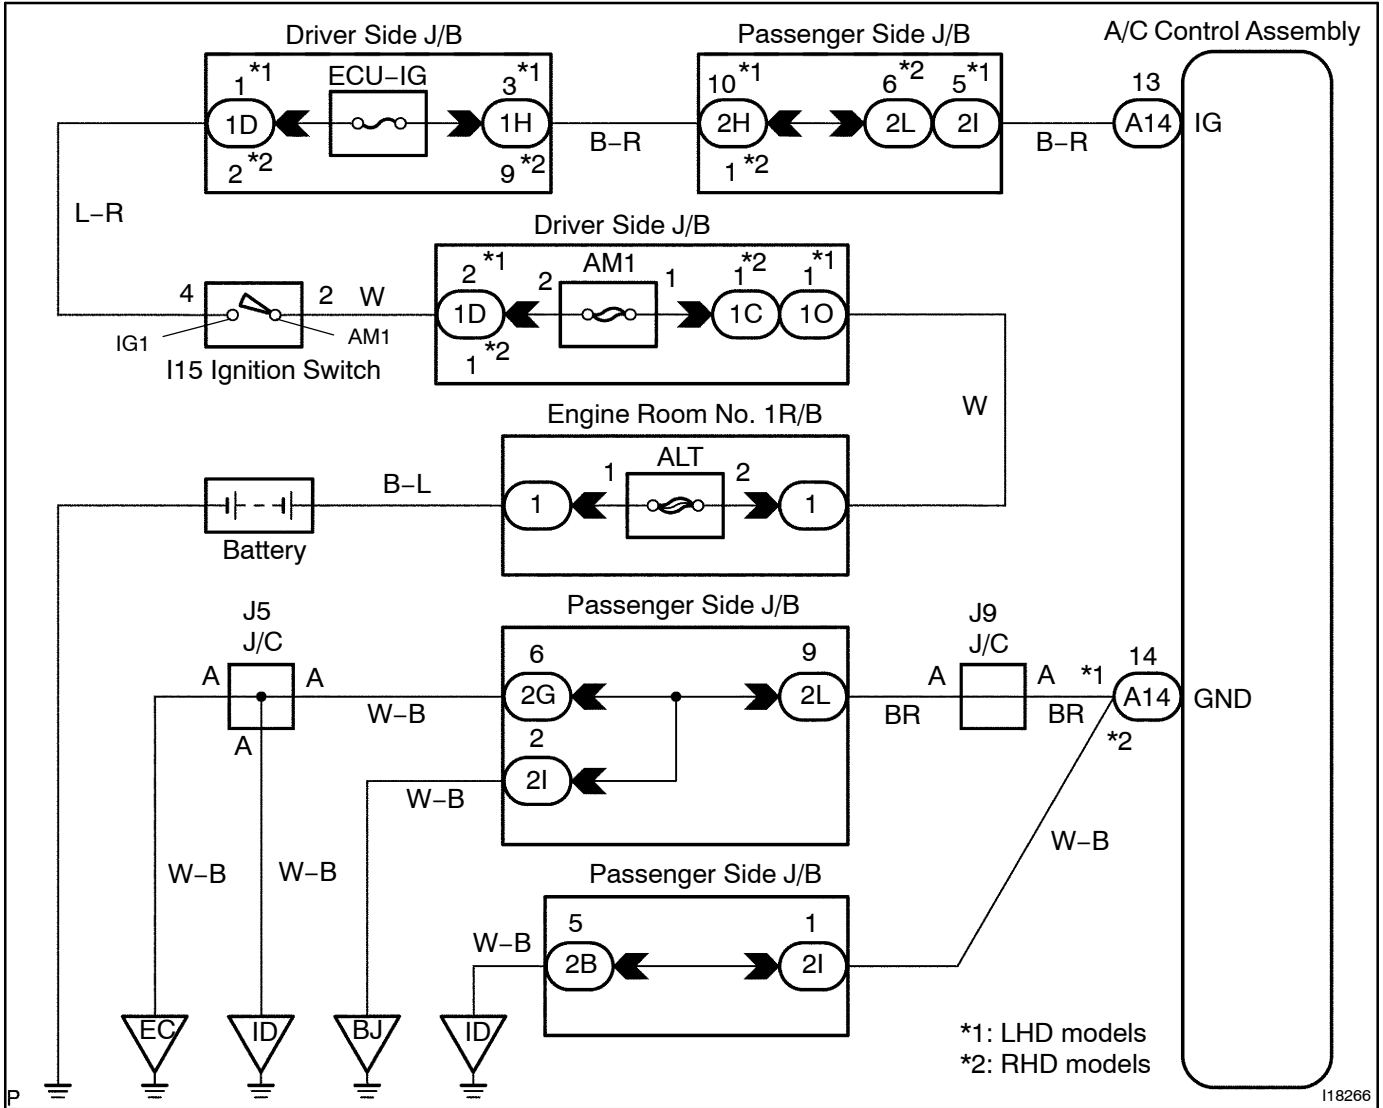 Driver Side J/B
Passenger Side J/B
A/C Control Assembly
1 *1
ECU–IG
3 *1
10 *1
6 *2
5 *1
13
1D
1H
B–R
2H
2L
2I
B–R
A14
IG
2 *2
9 *2
1 *2
L–R
Driver Side J/B
2 *1
2
AM1
1
1 *2
1 *1
4
2
W
1D
1C
1O
IG1
AM1
1 *2
I15 Ignition Switch
W
Engine Room No. 1R/B
ALT
1
2
B–L
1
1
Battery
Passenger Side J/B
J5
J/C
J9
J/C
6
9
14
A
A
A
A
*1
2G
2L
A14
GND
W–B
BR
BR
*2
A
2
2I
W–B
W–B
W–B
W–B
Passenger Side J/B
5
1
W–B
2B
2I
EC
ID
BJ
ID
*1: LHD models
*2: RHD models
P
I18266